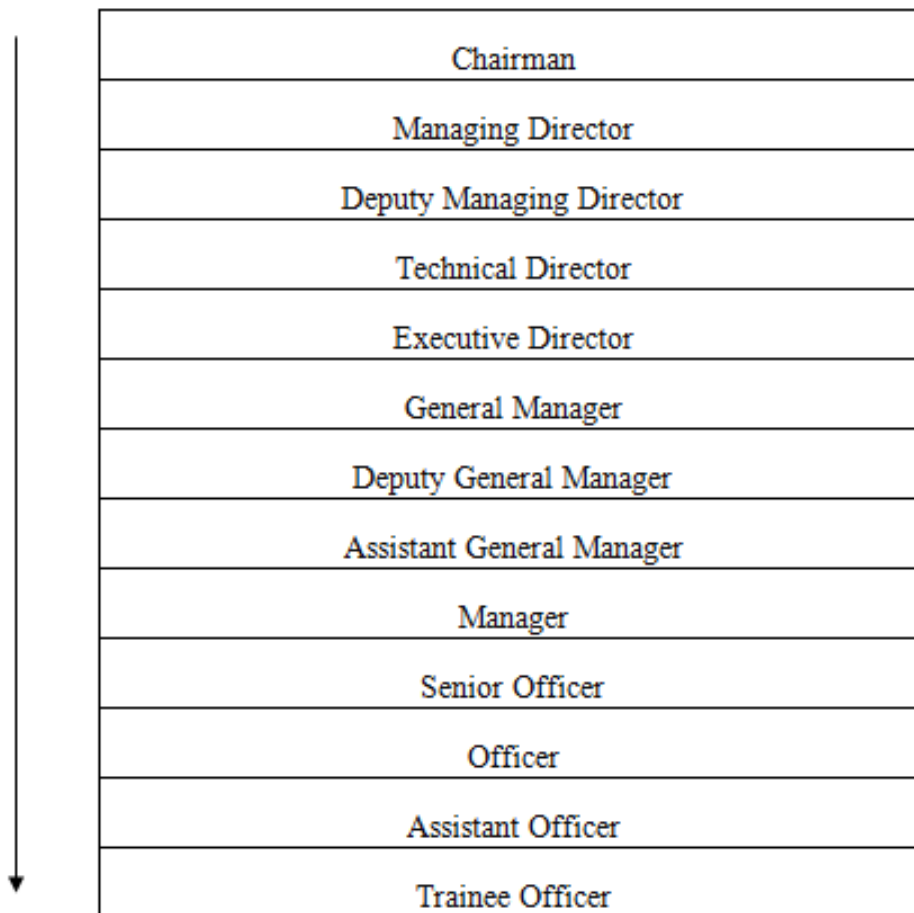 Chairman
Managing Director
Deputy Managing Director
Technical Director
Executive Director
General Manager
Deputy General Manager
Assistant General Manager
Manager
Senior Officer
Officer
Assistant Officer
Trainee Officer